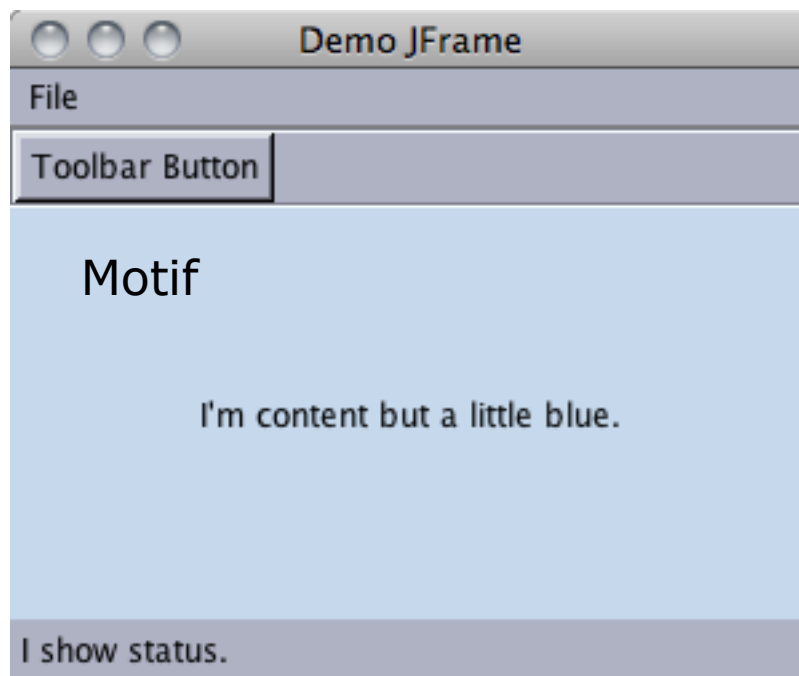 Demo JFrame
File
Toolbar Button
Motif
I'm content but a little blue.
I show status.